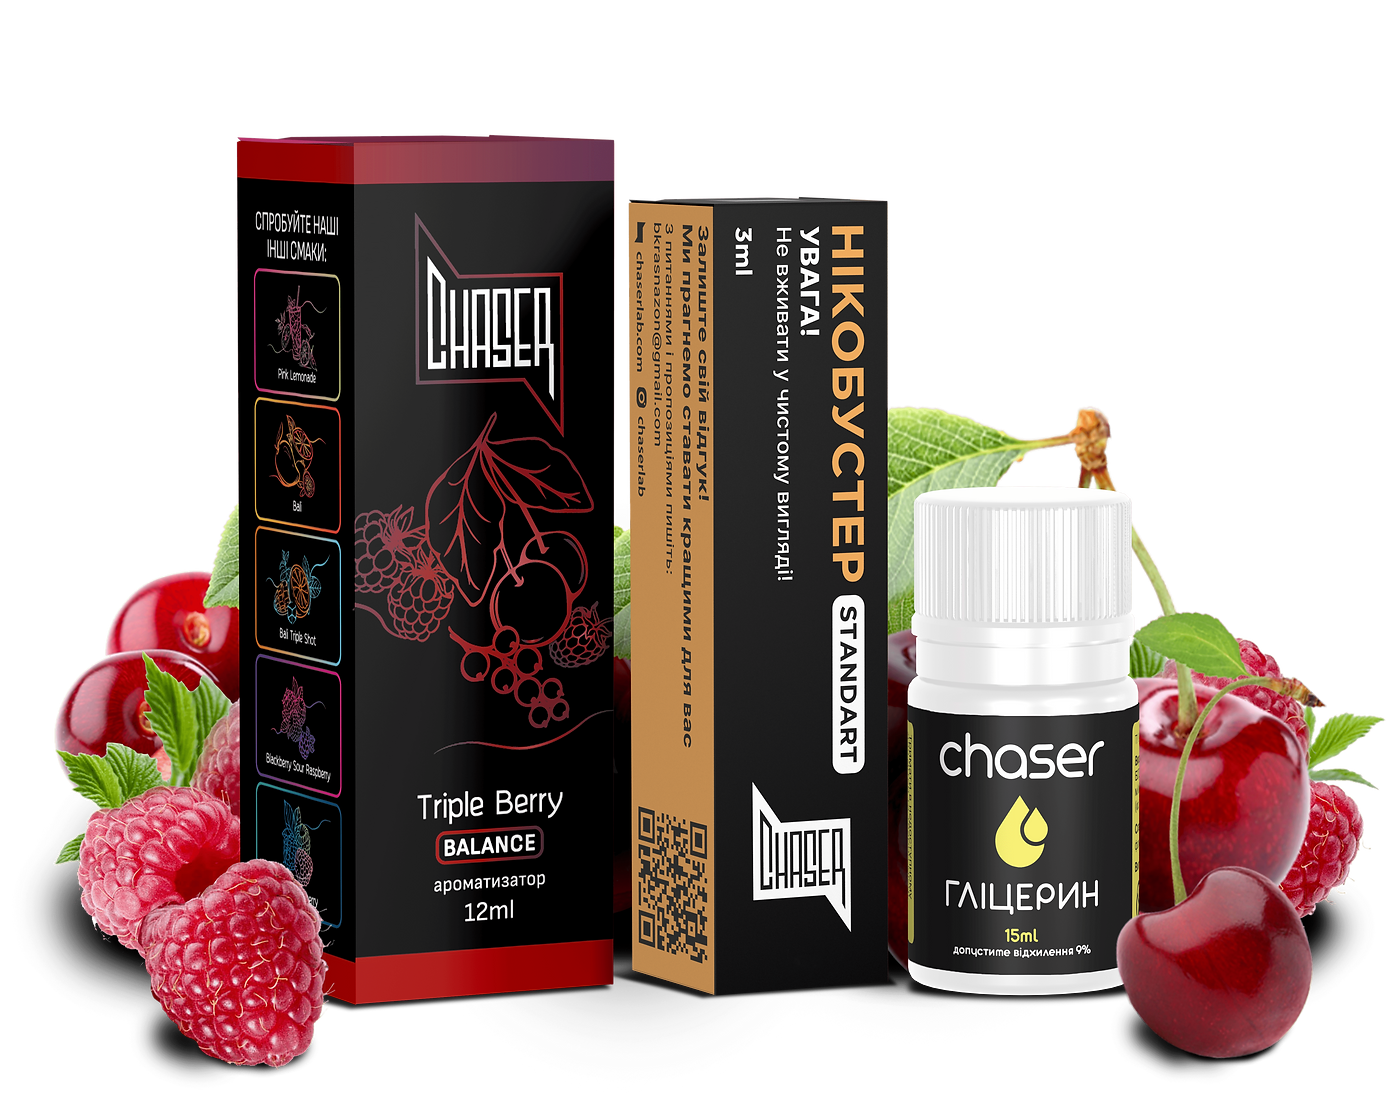 СПРОБУЙТЕ НАШІ
ІНШІ СМАКИ:
Pink Lemonade
Bali
Bali Triple Shot
Blackberry Sour Raspberry
CHASER
Triple Berry
BALANCE
ароматизатор
12ml
НІКОБУСТЕР STANDART
УВАГА!
Не вживати у чистому вигляді!
3ml
CHASER
Залиште свій відгук!
Ми прагнемо ставати кращими для вас
З питаннями і пропозиціями пишіть:
bkrasnazon@gmail.com
chaserlab.com chaserlab
chaser
ГЛІЦЕРИН
15ml
допустиме відхилення 9%